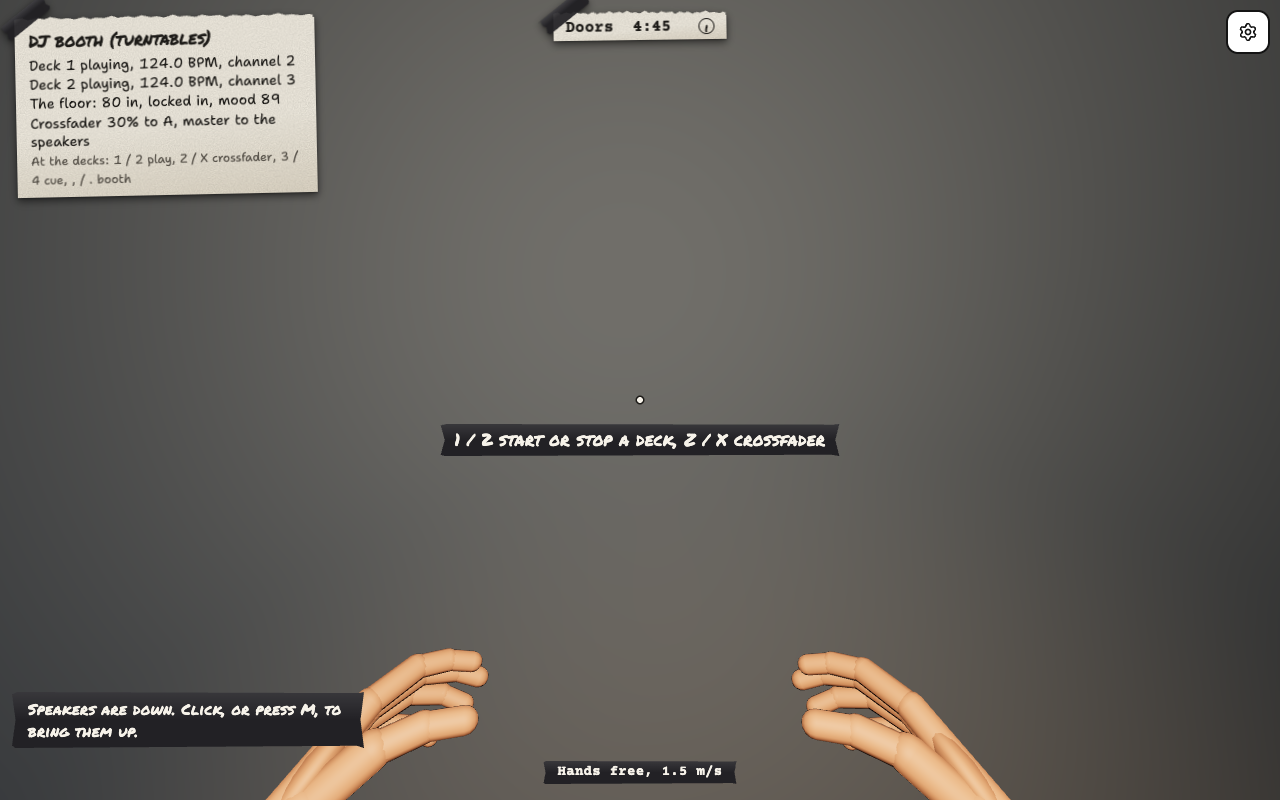 DJ booth (turntables)
Deck 1 playing, 124.0 BPM, channel 2
Deck 2 playing, 124.0 BPM, channel 3
The floor: 80 in, locked in, mood 89
Crossfader 30% to A, master to the
speakers
At the decks: 1 / 2 play, Z / X crossfader, 3 /
4 cue, , / . booth
Doors 4:45
1 / 2 start or stop a deck, Z / X crossfader
Speakers are down. Click, or press M, to
bring them up.
Hands free, 1.5 m/s